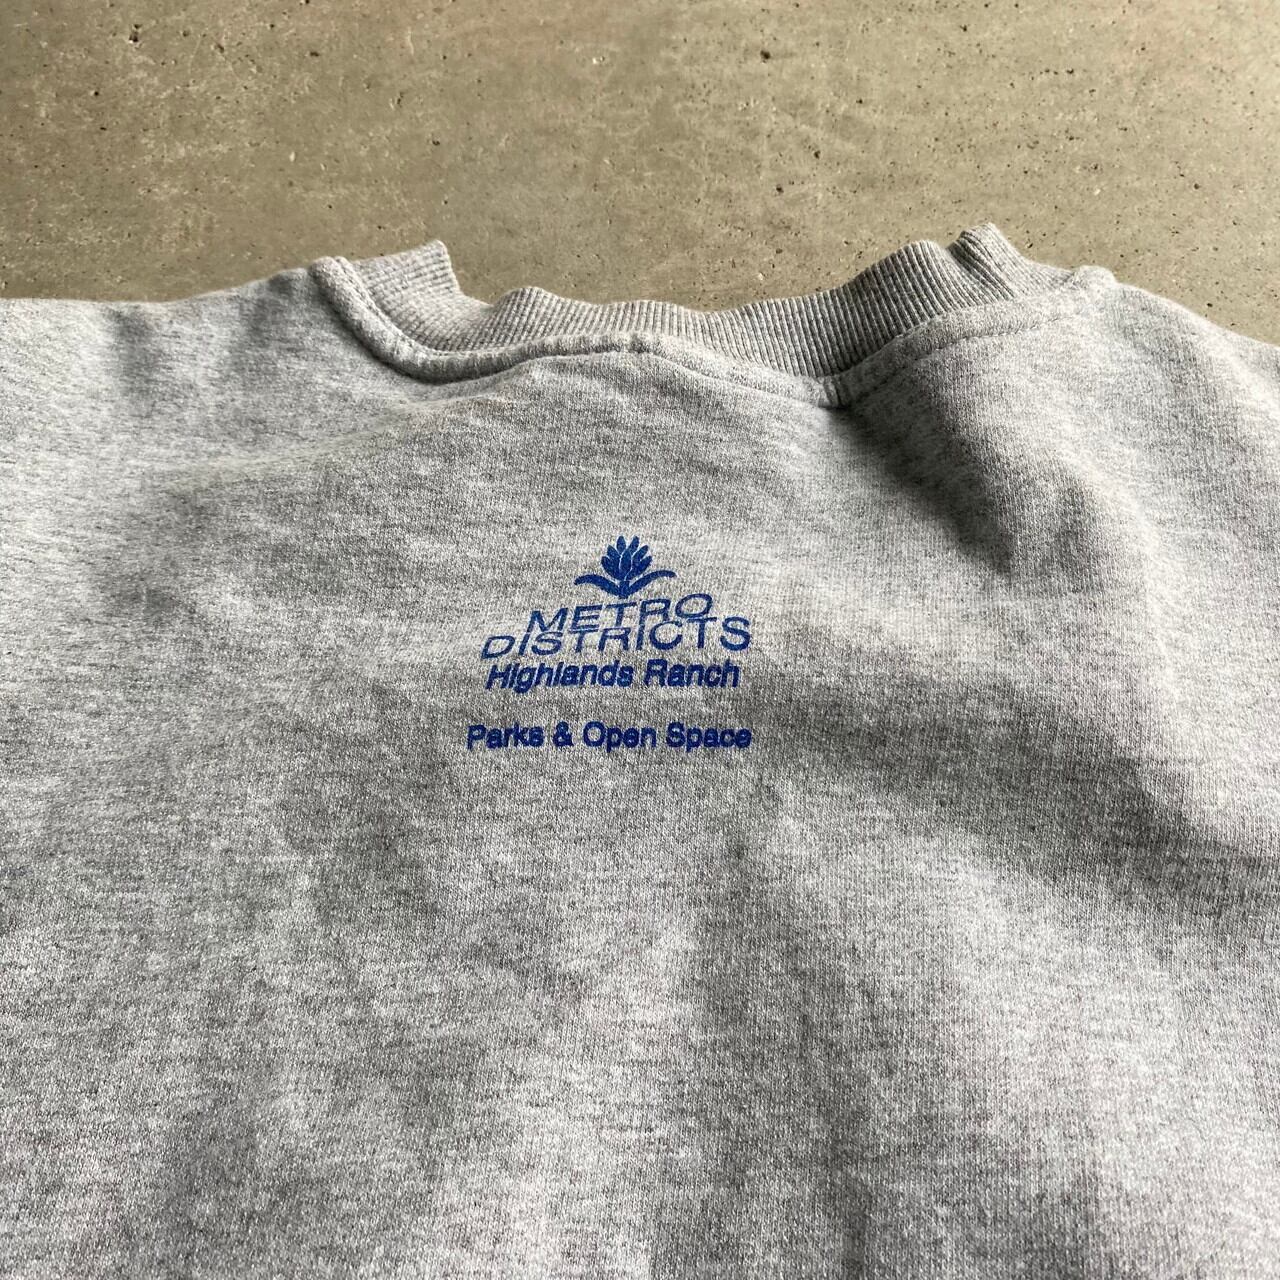 METRO
DISTRICTS
Highlands Ranch
Parks & Open Space